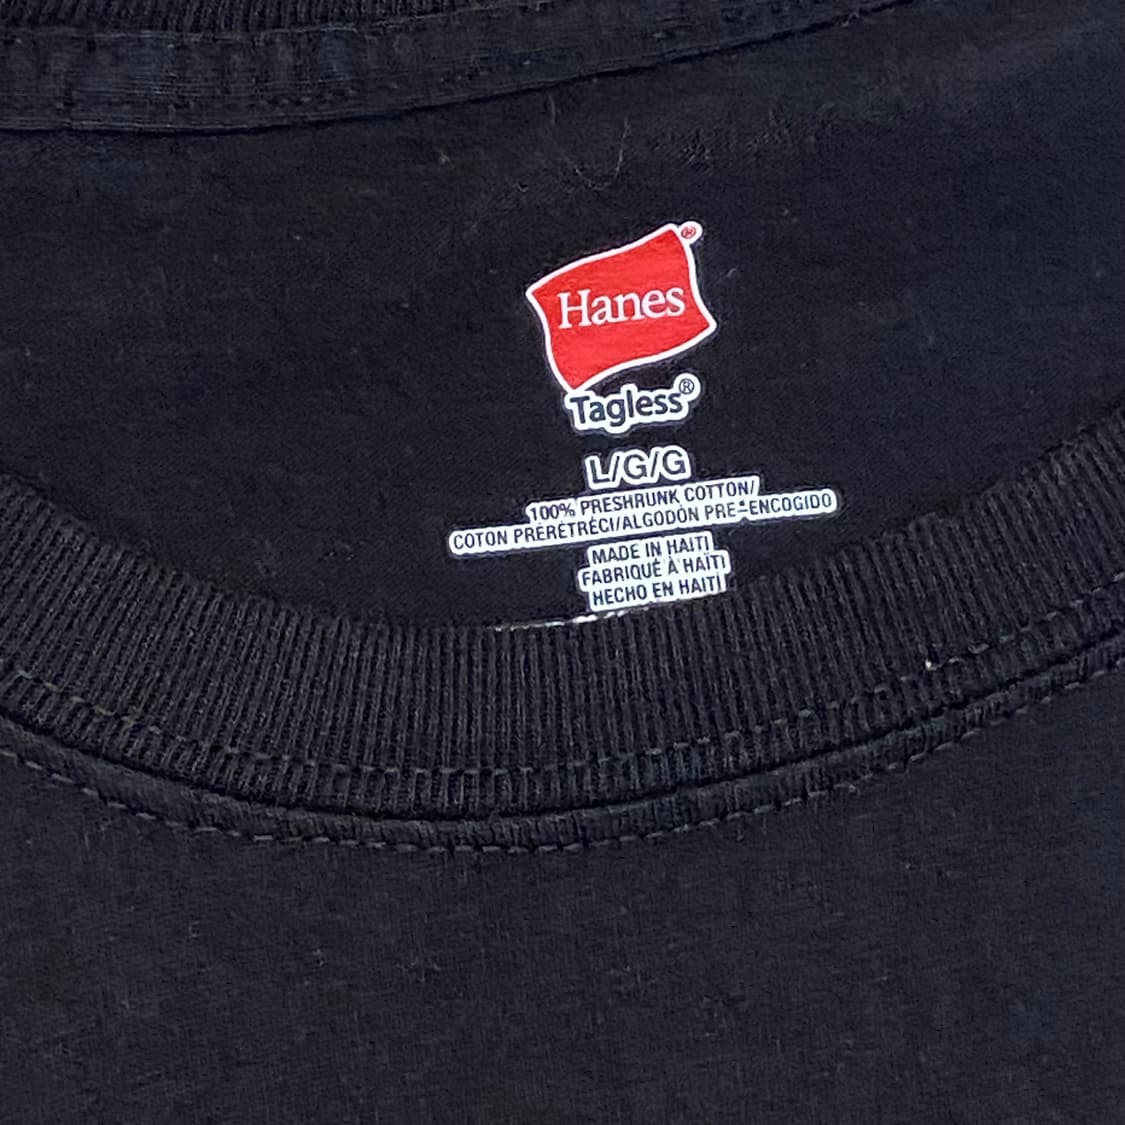 Hanes®
Tagless®
L/G/G
100% PRESHRUNK COTTON/
COTON PRÉRÉTRÉCI/ALGODÓN PRE-ENCOGIDO
MADE IN HAITI
FABRIQUÉ À HAÏTI
HECHO EN HAITI